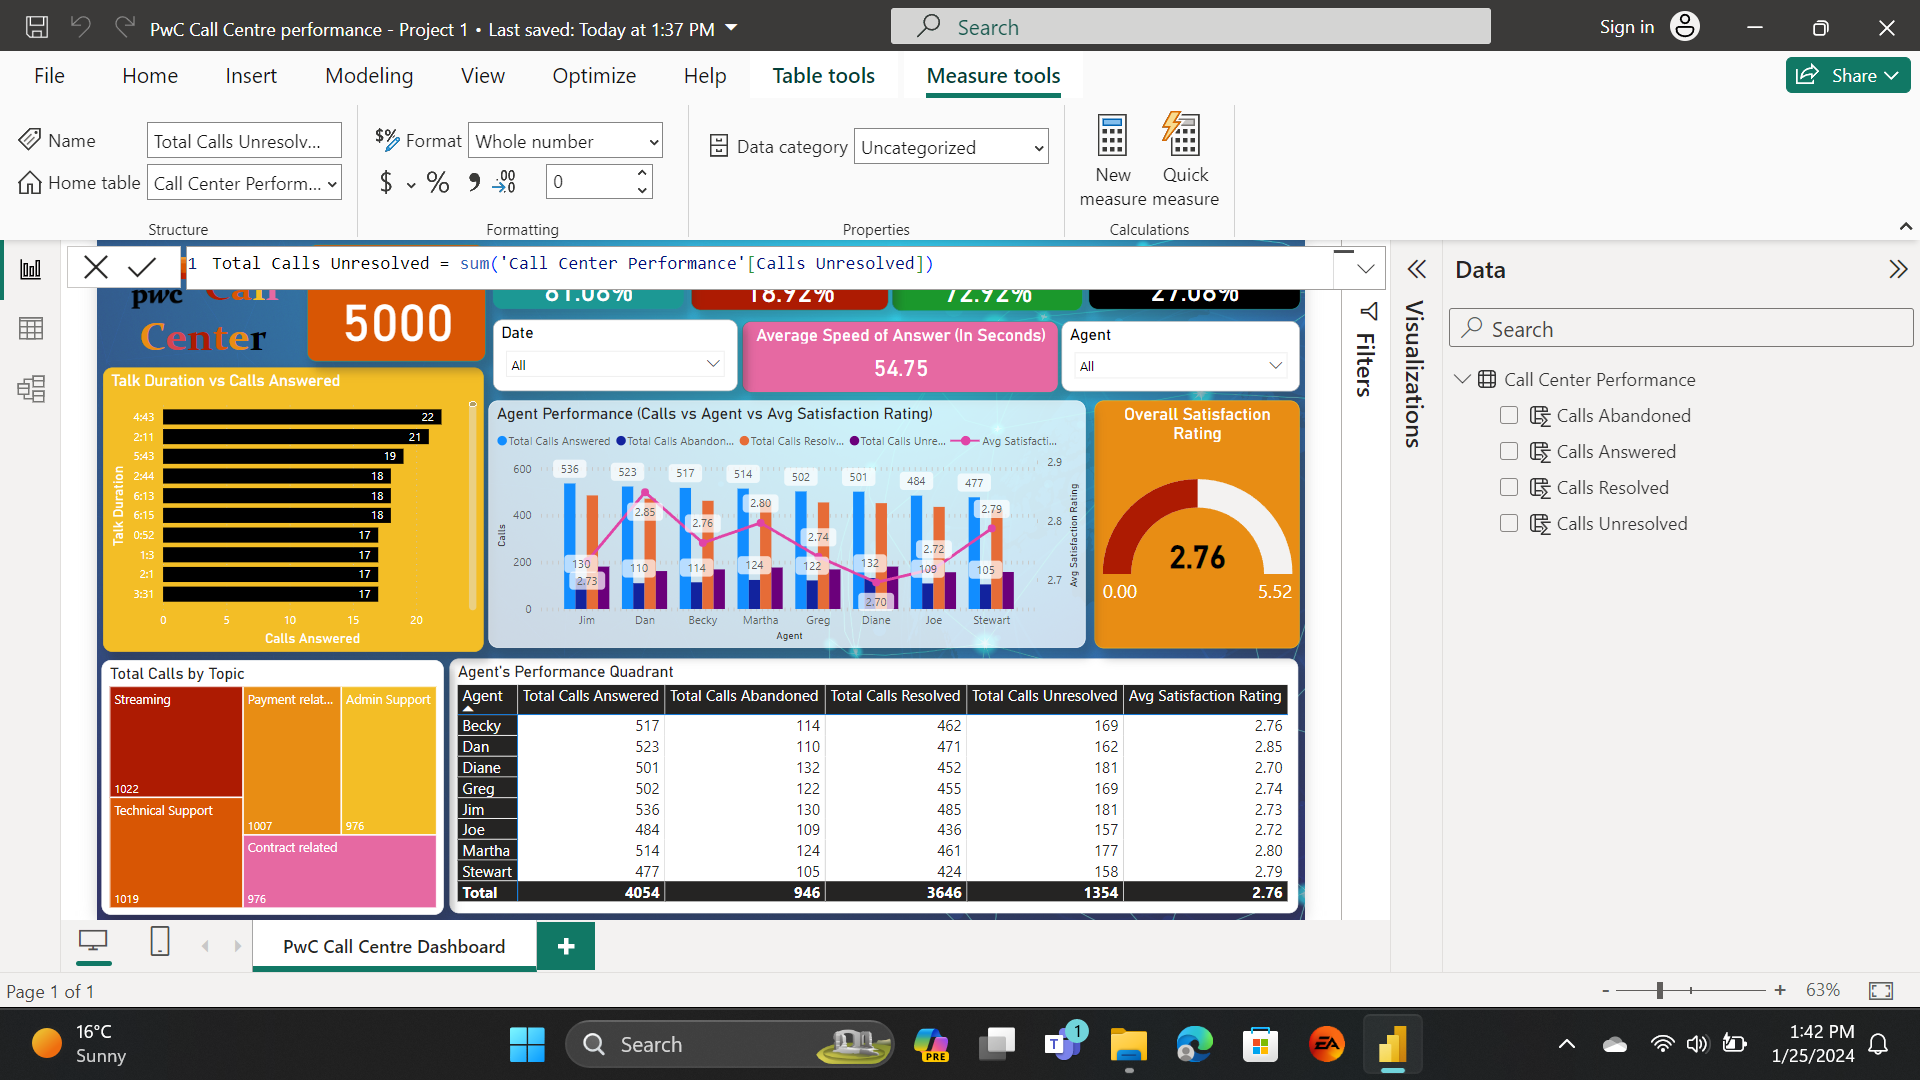 PwC Call Centre performance - Project 1 • Last saved: Today at 1:37 PM
Search
Sign in
File Home Insert Modeling View Optimize Help Table tools Measure tools
Share
Name Total Calls Unresolv...
Home table Call Center Perform...
Structure
$% Format Whole number
$ % 9 .00 →.0 0
Formatting
Data category Uncategorized
Properties
New measure
Quick measure
Calculations
1 Total Calls Unresolved = sum('Call Center Performance'[Calls Unresolved])
pwc Call
Center
5000
81.08% 18.92% 72.92% 27.08%
Date
All
Average Speed of Answer (In Seconds)
54.75
Agent
All
Talk Duration vs Calls Answered
Talk Duration
4:43 22
2:11 21
5:43 19
2:44 18
6:13 18
6:15 18
0:52 17
1:3 17
2:1 17
3:31 17
0 5 10 15 20
Calls Answered
Agent Performance (Calls vs Agent vs Avg Satisfaction Rating)
Total Calls Answered Total Calls Abandon... Total Calls Resolv... Total Calls Unre... Avg Satisfacti...
Calls
600 400 200 0
536 523 517 514 502 501 484 477
2.85 2.76 2.80 2.74 2.72 2.79
130 110 114 124 122 132 109 105
2.73 2.70
2.9 2.8 2.7
Avg Satisfaction Rating
Jim Dan Becky Martha Greg Diane Joe Stewart
Agent
Overall Satisfaction
Rating
2.76
0.00 5.52
Total Calls by Topic
Streaming
1022
Technical Support
1019
Payment relat...
1007
Admin Support
976
Contract related
976
Agent's Performance Quadrant
Agent Total Calls Answered Total Calls Abandoned Total Calls Resolved Total Calls Unresolved Avg Satisfaction Rating
Becky 517 114 462 169 2.76
Dan 523 110 471 162 2.85
Diane 501 132 452 181 2.70
Greg 502 122 455 169 2.74
Jim 536 130 485 181 2.73
Joe 484 109 436 157 2.72
Martha 514 124 461 177 2.80
Stewart 477 105 424 158 2.79
Total 4054 946 3646 1354 2.76
Filters
Visualizations
Data
Search
Call Center Performance
Calls Abandoned
Calls Answered
Calls Resolved
Calls Unresolved
PwC Call Centre Dashboard
+
Page 1 of 1
- + 63%
16°C
Sunny
Search
PRE
T 1
EA
1:42 PM
1/25/2024